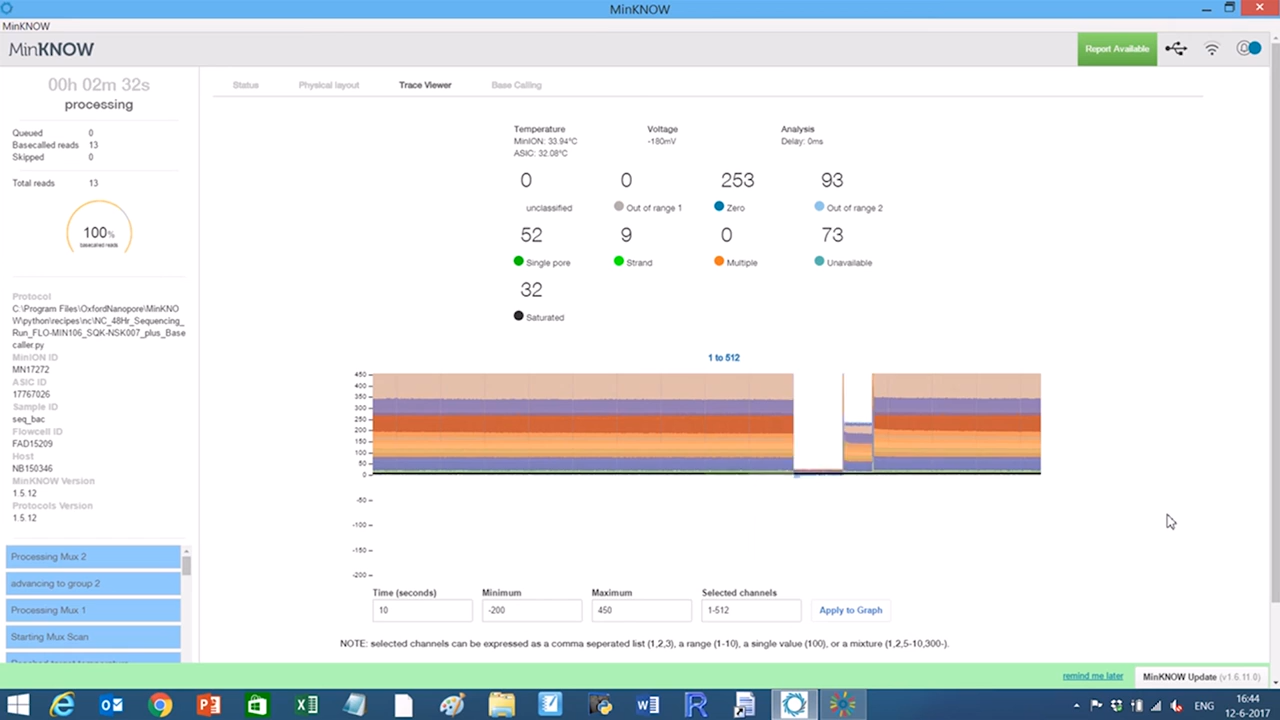 MinKNOW
MinKNOW
MinKNOW
Report Available
00h 02m 32s
processing
Queued 0
Basecalled reads 13
Skipped 0
Total reads 13
100%
basecalled reads
Protocol
C:\Program Files\OxfordNanopore\MinKNO
W\python\recipes\nc\NC_48Hr_Sequencing_
Run_FLO-MIN106_SQK-NSK007_plus_Base
caller.py
MinION ID
MN17272
ASIC ID
17767026
Sample ID
seq_bac
Flowcell ID
FAD15209
Host
NB150346
MinKNOW Version
1.5.12
Protocols Version
1.5.12
Processing Mux 2
advancing to group 2
Processing Mux 1
Starting Mux Scan
Reached target temperature
Status Physical layout Trace Viewer Base Calling
Temperature Voltage Analysis
MinION: 33.94°C -180mV Delay: 0ms
ASIC: 32.08°C
0 0 253 93
unclassified Out of range 1 Zero Out of range 2
52 9 0 73
Single pore Strand Multiple Unavailable
32
Saturated
1 to 512
450
400
350
300
250
200
150
100
50
0
-50
-100
-150
-200
Time (seconds) Minimum Maximum Selected channels
10 -200 450 1-512 Apply to Graph
NOTE: selected channels can be expressed as a comma seperated list (1,2,3), a range (1-10), a single value (100), or a mixture (1,2,5-10,300-).
remind me later MinKNOW Update (v1.6.11.0)
ENG 16:44
12-6-2017